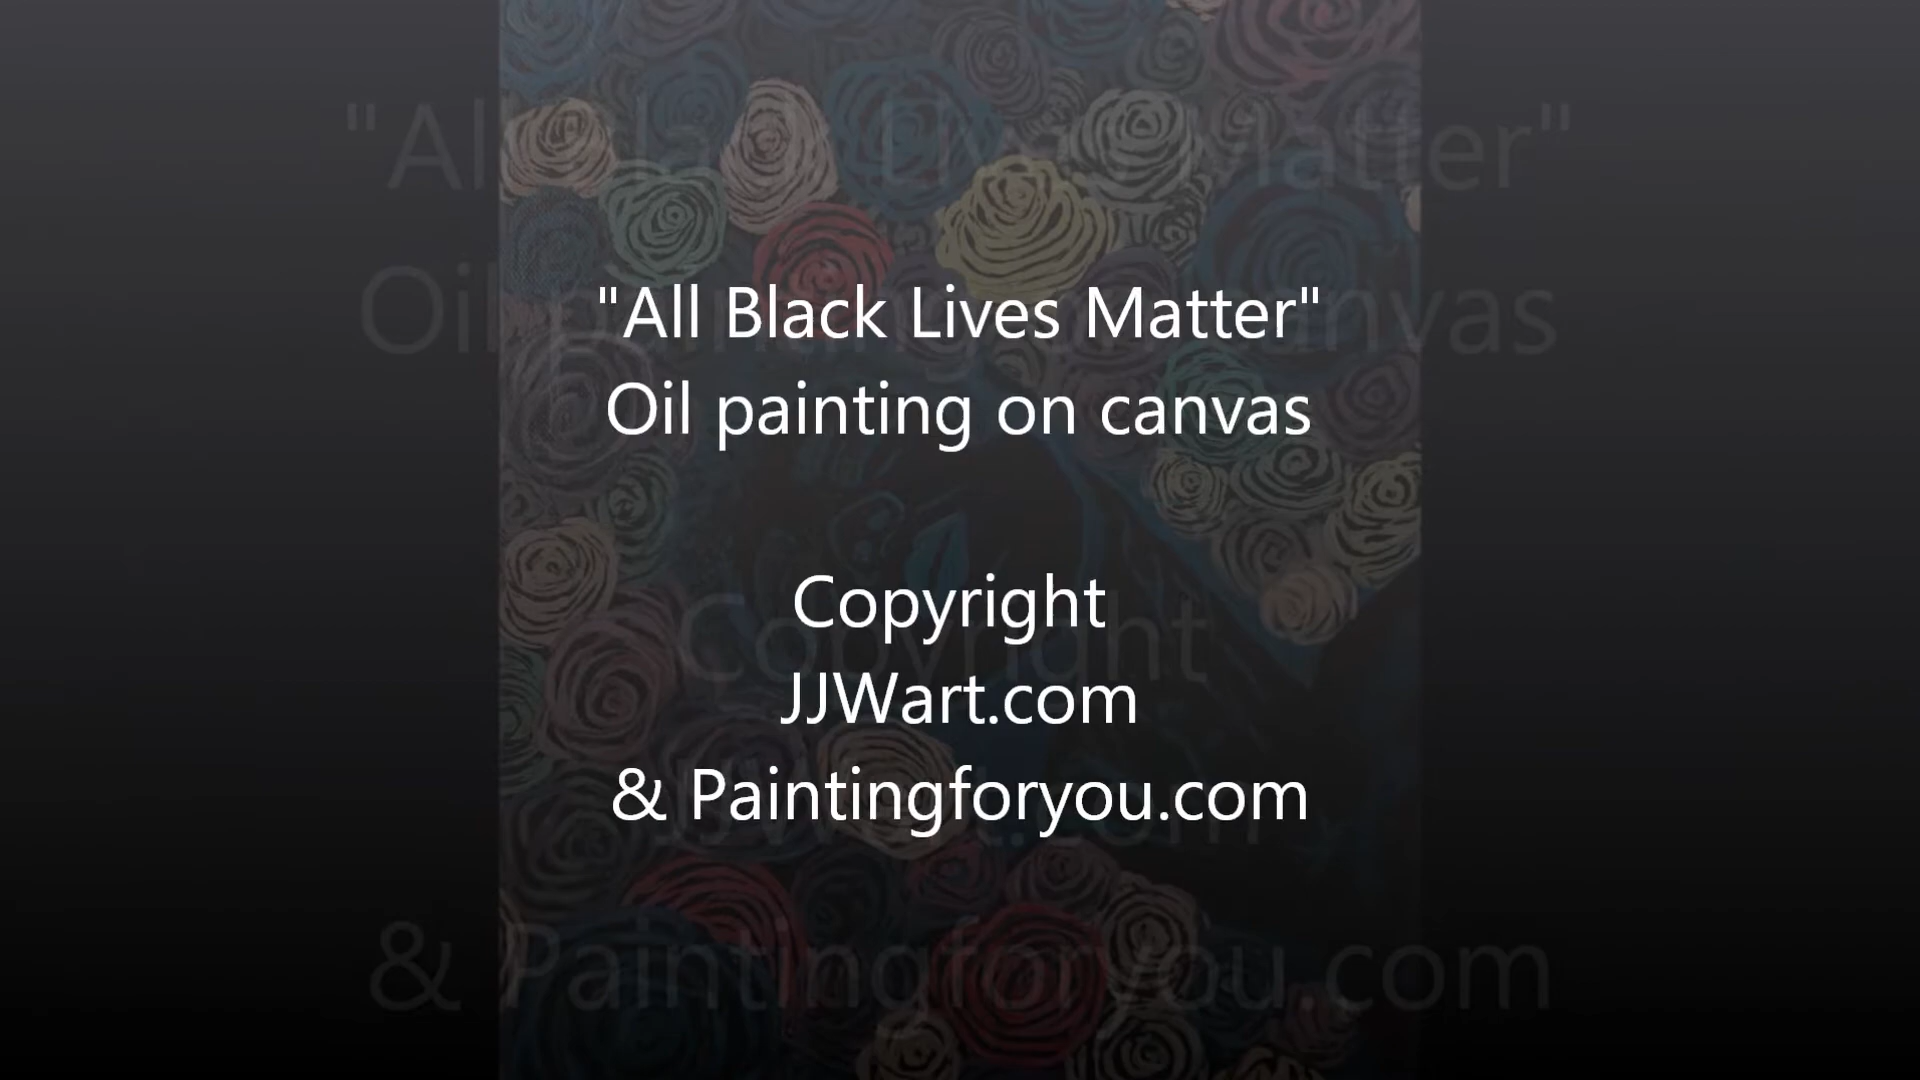 "All Black Lives Matter"
Oil painting on canvas
Copyright
JJWart.com
& Paintingforyou.com